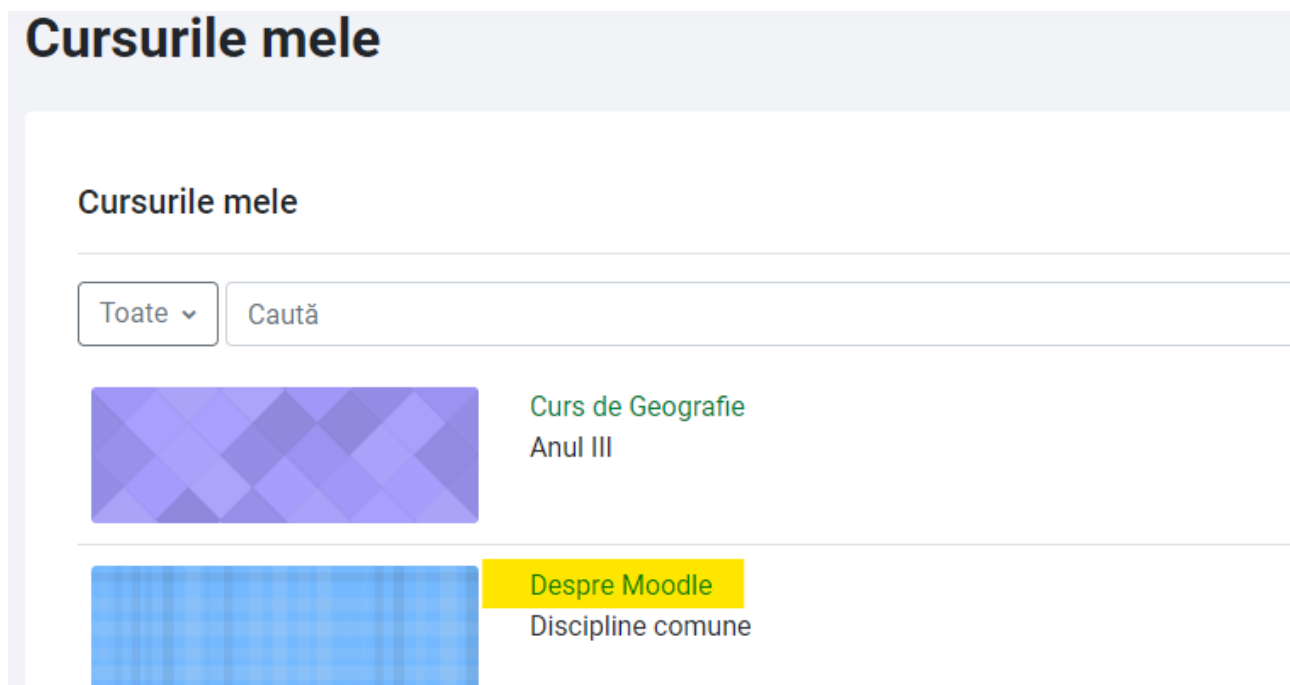 Cursurile mele
Cursurile mele
Toate
Caută
Curs de Geografie
Anul III
Despre Moodle
Discipline comune